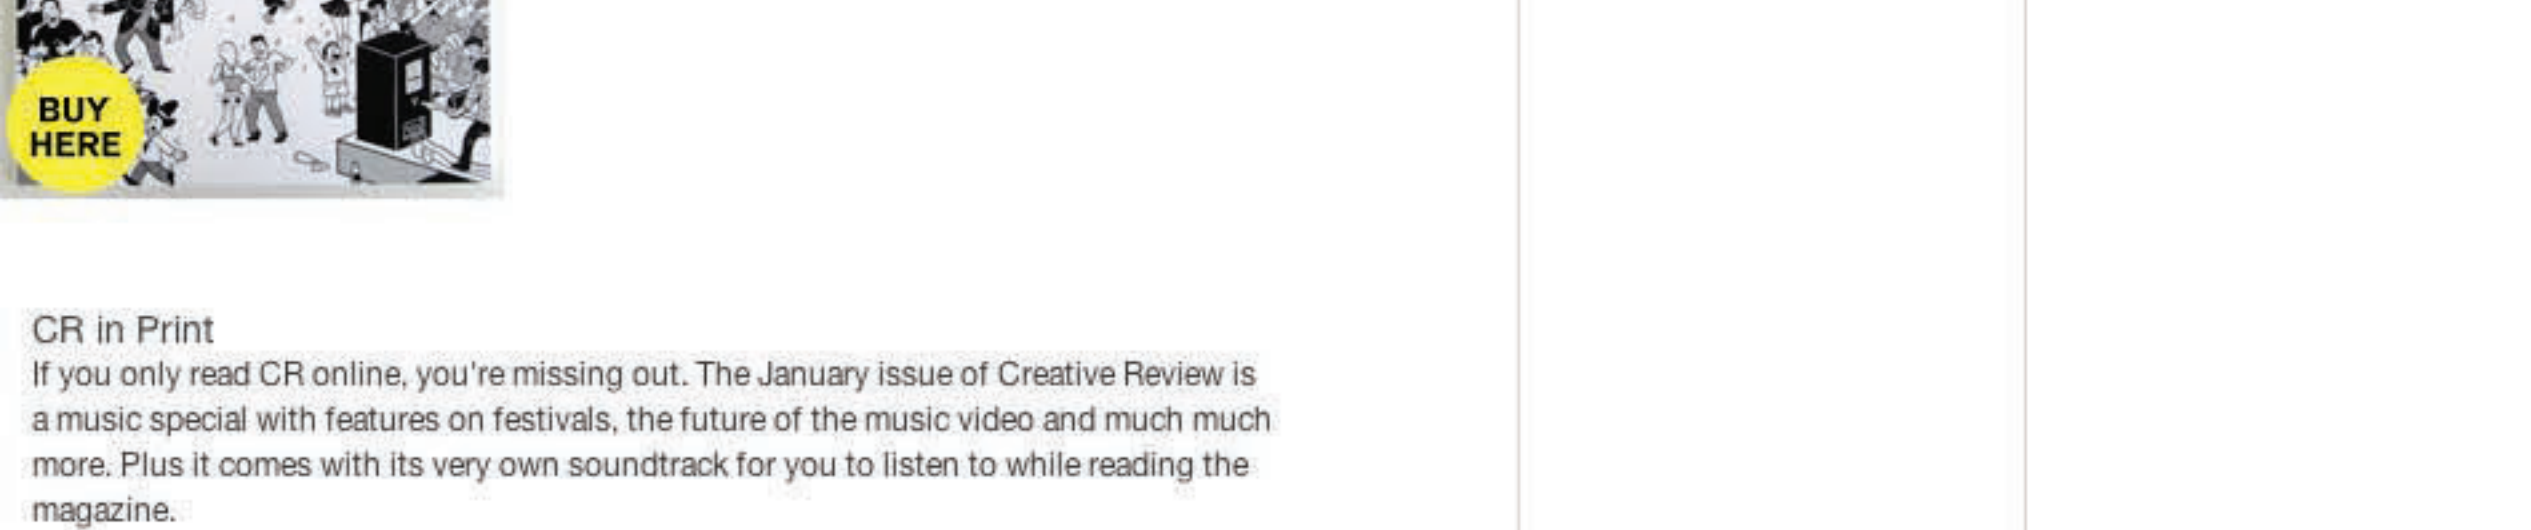 BUY
HERE
CR in Print
If you only read CR online, you're missing out. The January issue of Creative Review is
a music special with features on festivals, the future of the music video and much much
more. Plus it comes with its very own soundtrack for you to listen to while reading the
magazine.